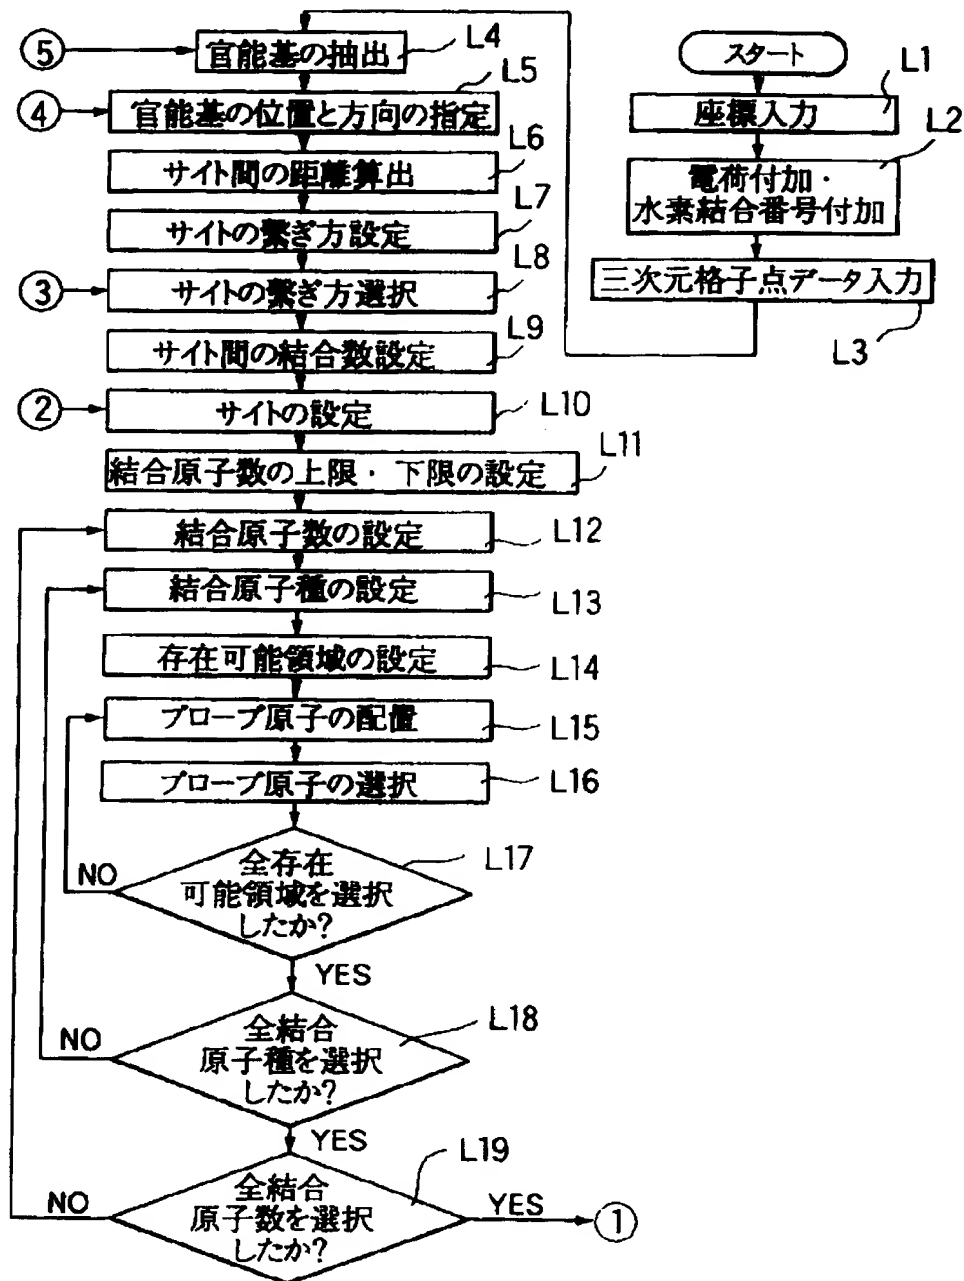 スタート
L1
座標入力
L2
電荷付加・
水素結合番号付加
三次元格子点データ入力
L3
⑤
官能基の抽出
L4
④
官能基の位置と方向の指定
L5
サイト間の距離算出
L6
サイトの繋ぎ方設定
L7
③
サイトの繋ぎ方選択
L8
サイト間の結合数設定
L9
②
サイトの設定
L10
結合原子数の上限・下限の設定
L11
結合原子数の設定
L12
結合原子種の設定
L13
存在可能領域の設定
L14
プローブ原子の配置
L15
プローブ原子の選択
L16
全存在
可能領域を選択
したか?
L17
NO
YES
全結合
原子種を選択
したか?
L18
NO
YES
全結合
原子数を選択
したか?
L19
NO
YES
①